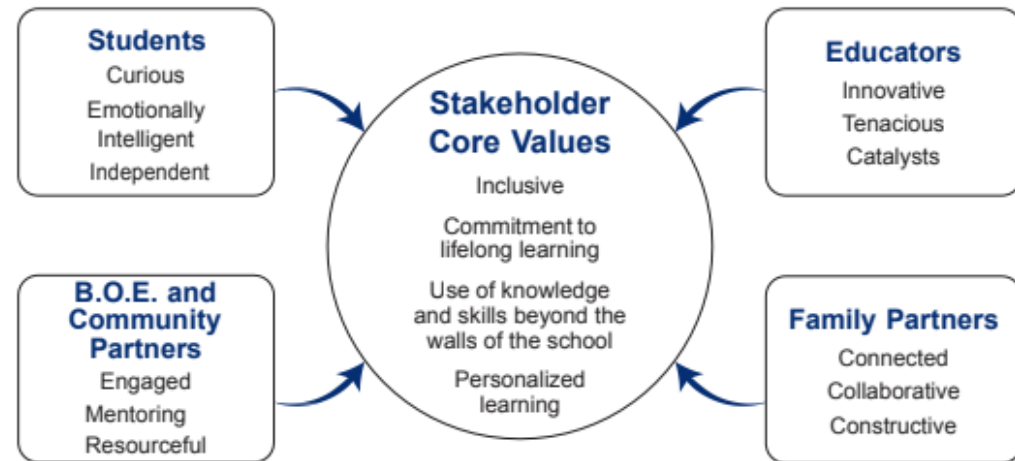 Students
Curious
Emotionally
Intelligent
Independent
B.O.E. and
Community
Partners
Engaged
Mentoring
Resourceful
Stakeholder
Core Values
Inclusive
Commitment to
lifelong learning
Use of knowledge
and skills beyond the
walls of the school
Personalized
learning
Educators
Innovative
Tenacious
Catalysts
Family Partners
Connected
Collaborative
Constructive